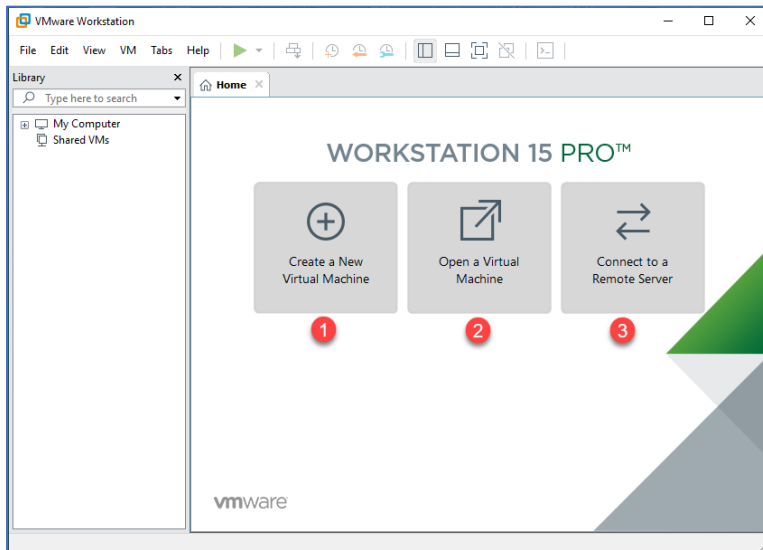 VMware Workstation
File Edit View VM Tabs Help
Library
Type here to search
My Computer
Shared VMs
Home
WORKSTATION 15 PRO™
Create a New
Virtual Machine
1
Open a Virtual
Machine
2
Connect to a
Remote Server
3
vmware